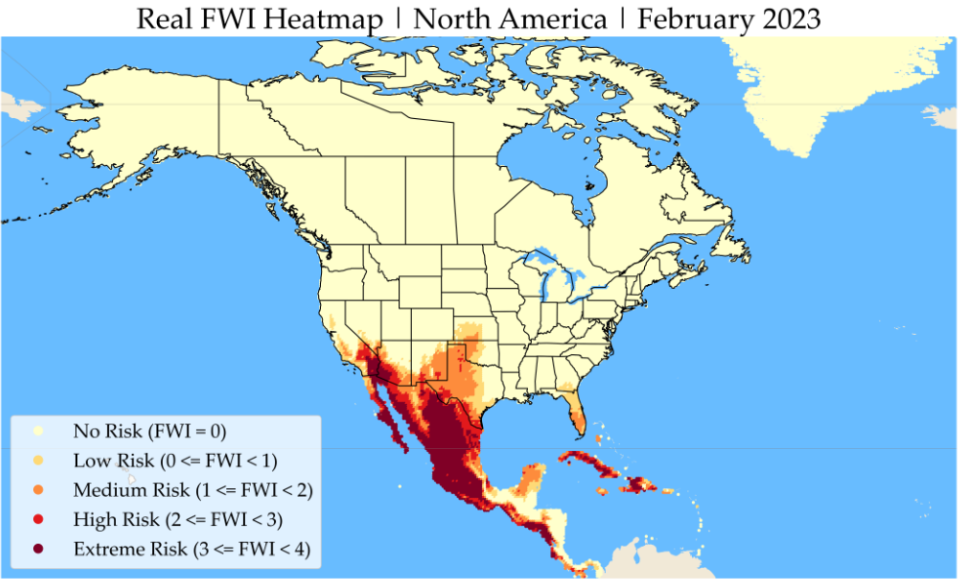 Real FWI Heatmap | North America | February 2023
No Risk (FWI = 0)
Low Risk (0 <= FWI < 1)
Medium Risk (1 <= FWI < 2)
High Risk (2 <= FWI < 3)
Extreme Risk (3 <= FWI < 4)